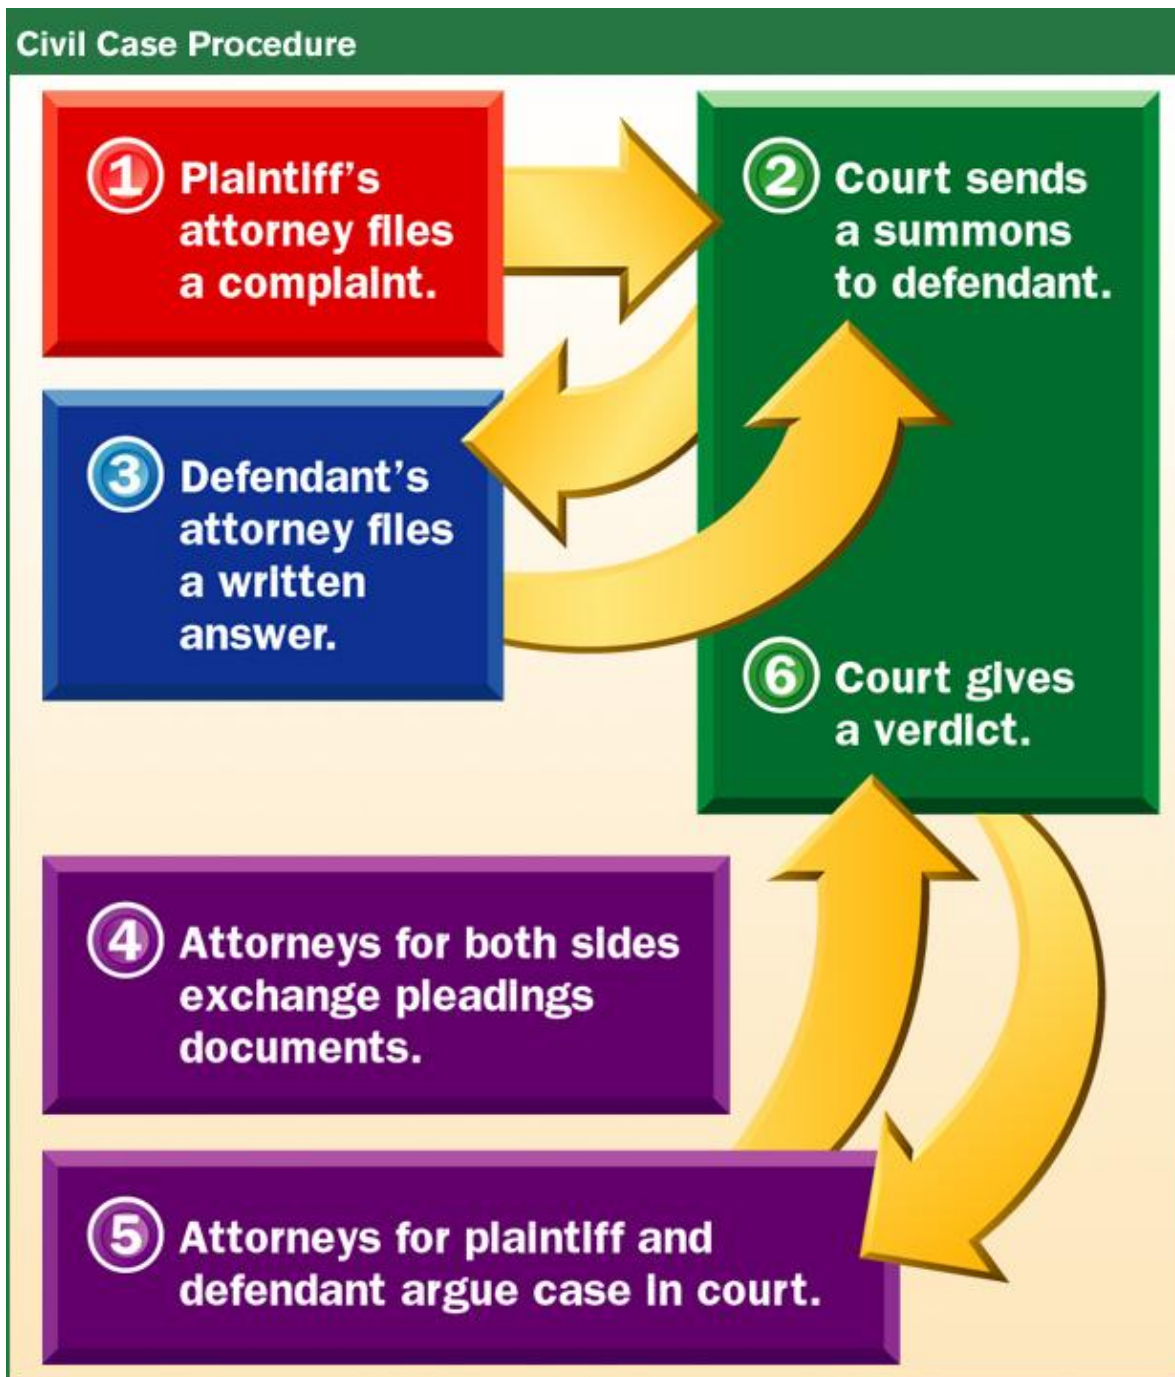 Civil Case Procedure
1 Plaintiff's
attorney files
a complaint.
2 Court sends
a summons
to defendant.
3 Defendant's
attorney files
a written
answer.
6 Court gives
a verdict.
4 Attorneys for both sides
exchange pleadings
documents.
5 Attorneys for plaintiff and
defendant argue case in court.